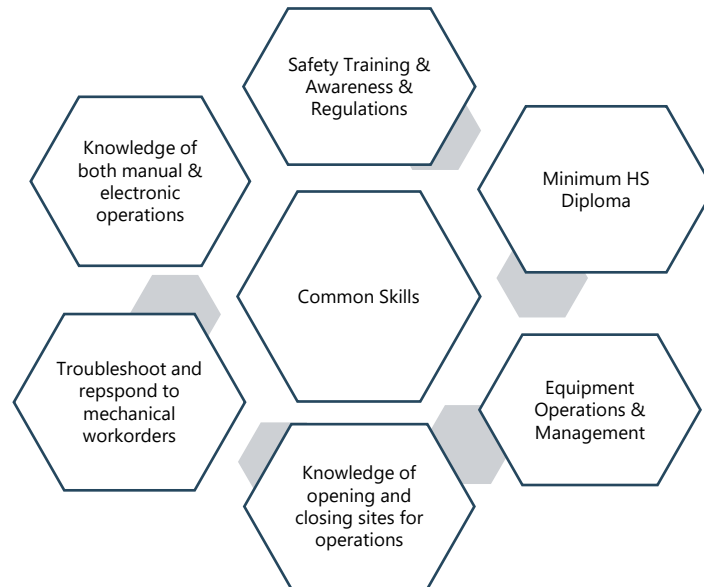 Safety Training &
Awareness &
Regulations
Knowledge of
both manual &
electronic
operations
Minimum HS
Diploma
Common Skills
Troubleshoot and
repspond to
mechanical
workorders
Equipment
Operations &
Management
Knowledge of
opening and
closing sites for
operations